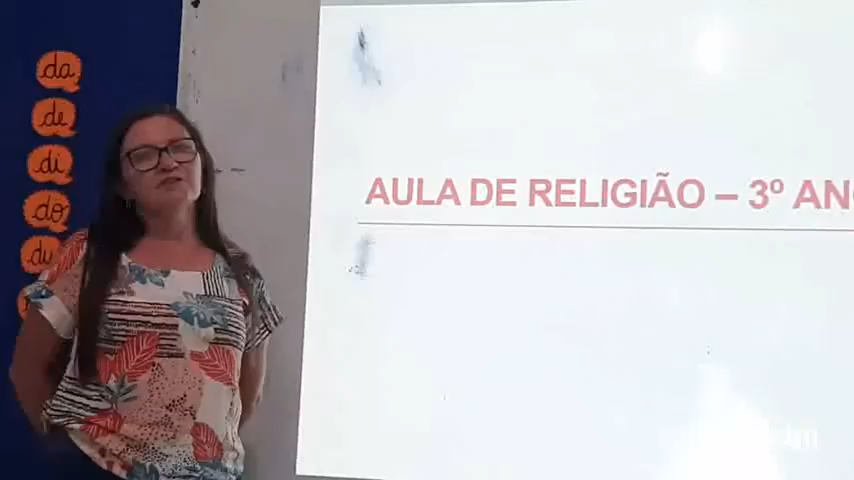 da
de
di
do
du
AULA DE RELIGIÃO – 3º AN